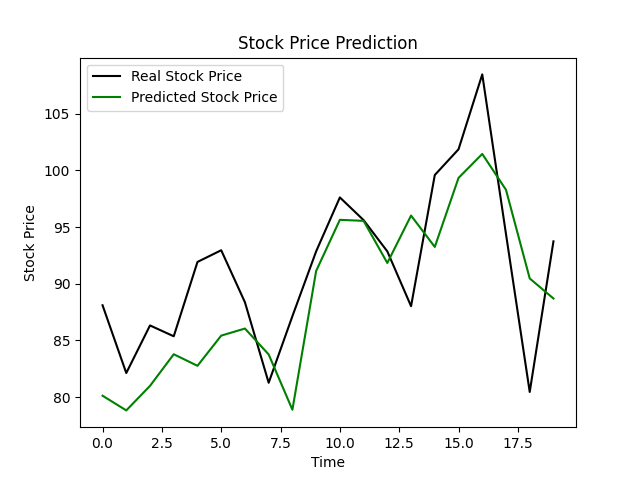 Stock Price Prediction
Real Stock Price
Predicted Stock Price
Stock Price
105
100
95
90
85
80
0.0 2.5 5.0 7.5 10.0 12.5 15.0 17.5
Time